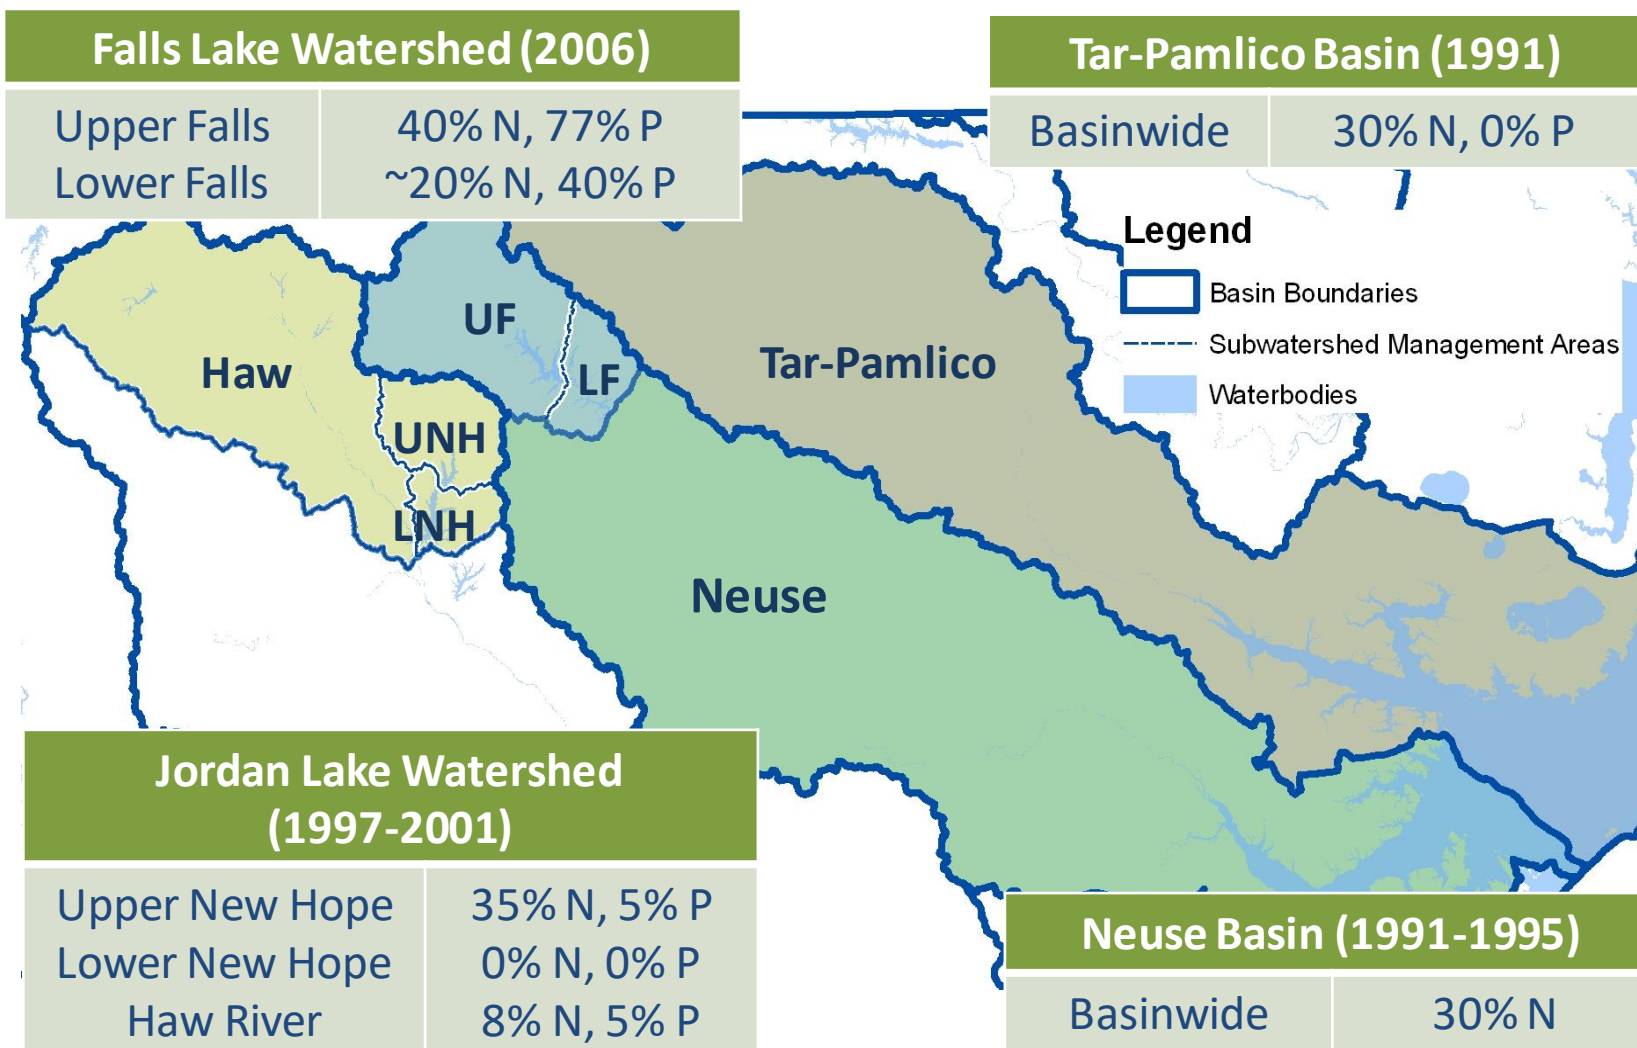 Falls Lake Watershed (2006)
Upper Falls 40% N, 77% P
Lower Falls ~20% N, 40% P
Tar-Pamlico Basin (1991)
Basinwide 30% N, 0% P
Legend
Basin Boundaries
Subwatershed Management Areas
Waterbodies
UF
LF
Haw
Tar-Pamlico
UNH
LNH
Neuse
Jordan Lake Watershed
(1997-2001)
Upper New Hope 35% N, 5% P
Lower New Hope 0% N, 0% P
Haw River 8% N, 5% P
Neuse Basin (1991-1995)
Basinwide 30% N